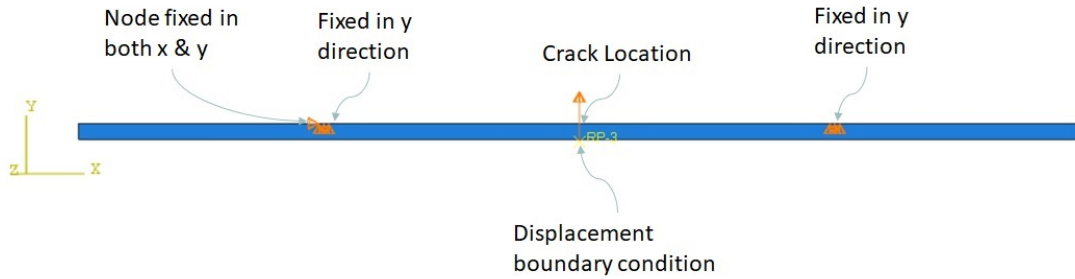 Node fixed in
both x & y
Fixed in y
direction
Crack Location
Fixed in y
direction
Y
Z
X
RP-3
Displacement
boundary condition